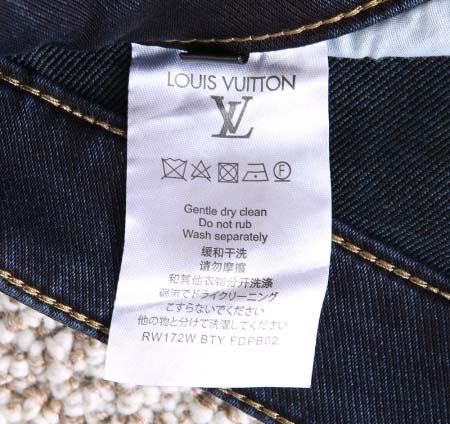 LOUIS VUITTON
LV
F
Gentle dry clean
Do not rub
Wash separately
缓和干洗
请勿摩擦
和其他衣物分开洗涤
弱雨でドライクリーニング
こすらないでください
他の物と分けて洗濯してください
RW172W BTY FDPB02